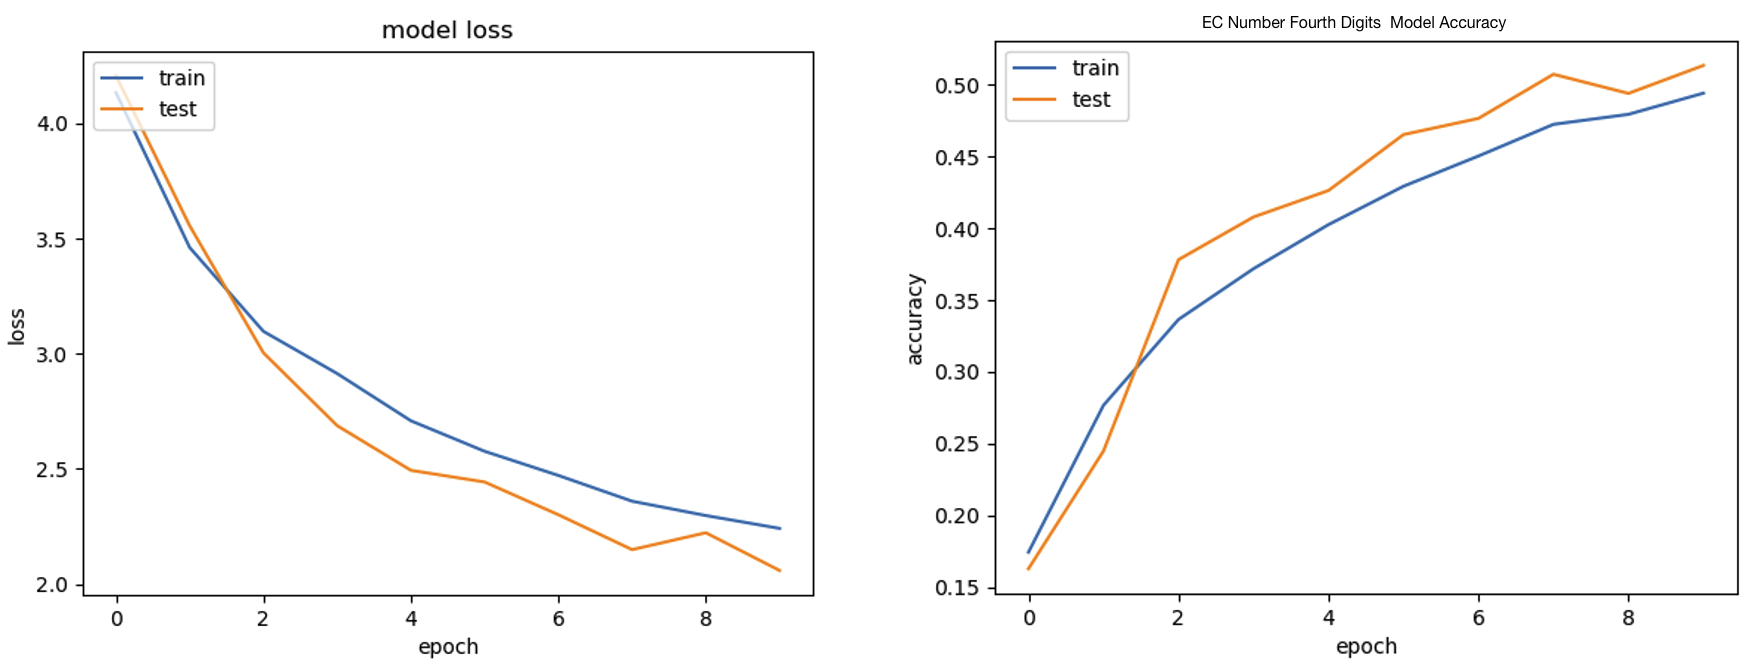 model loss
train
test
4.0
3.5
3.0
2.5
2.0
loss
0 2 4 6 8
epoch
EC Number Fourth Digits  Model Accuracy
train
test
0.50
0.45
0.40
0.35
0.30
0.25
0.20
0.15
accuracy
0 2 4 6 8
epoch